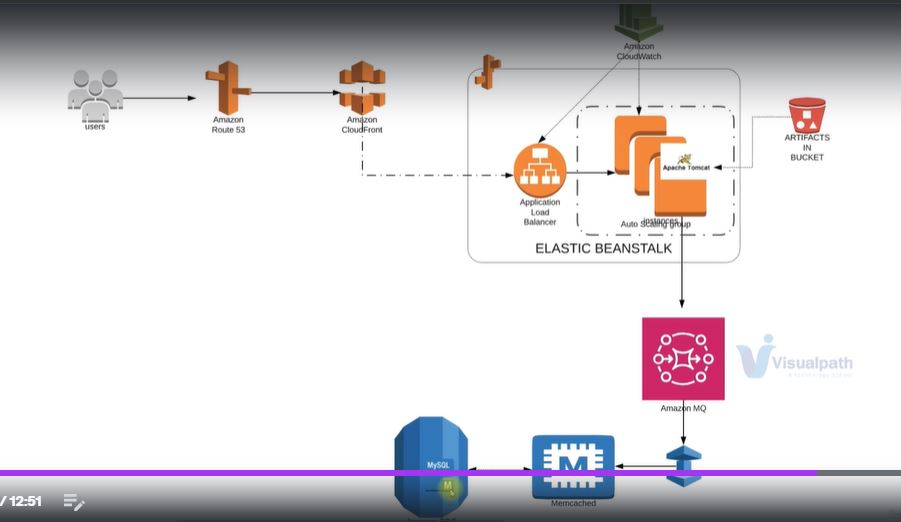 Amazon
CloudWatch
users
Amazon
Route 53
Amazon
CloudFront
ARTIFACTS
IN
BUCKET
Apache Tomcat
Application
Load
Balancer
instances
Auto Scaling group
ELASTIC BEANSTALK
Visualpath
Amazon MQ
MySQL
M
M
Memcached
/ 12:51